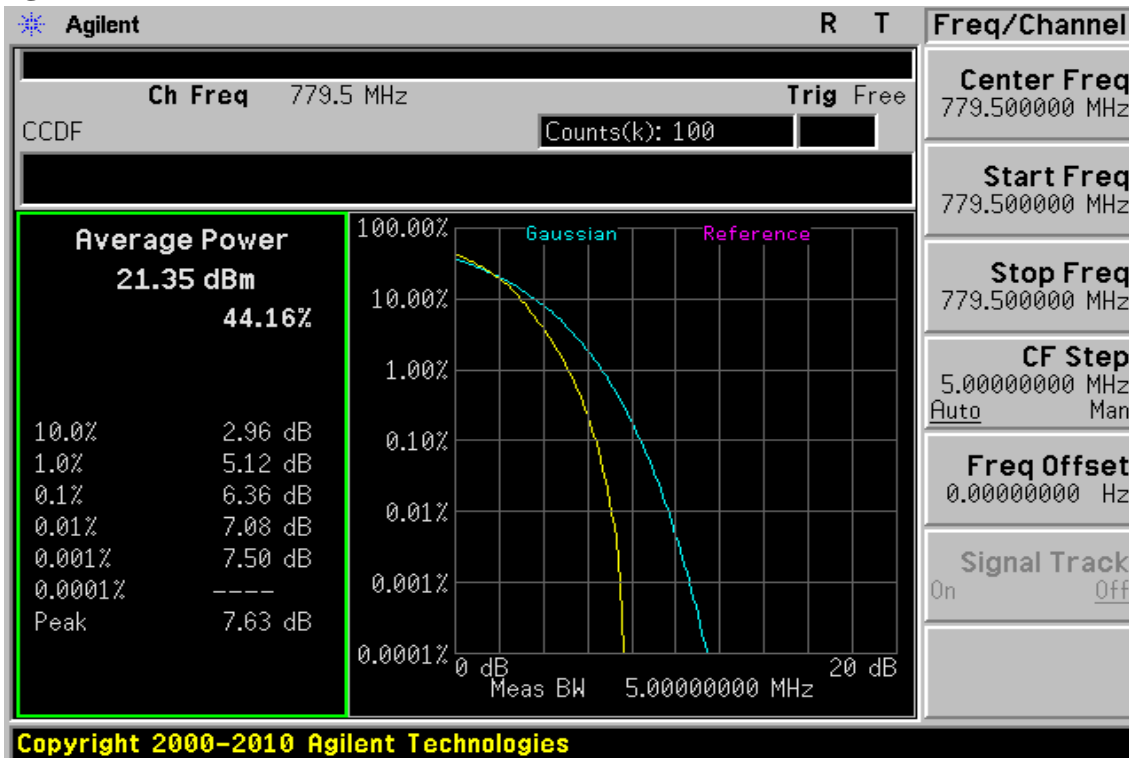 Agilent R T
Ch Freq 779.5 MHz Trig Free
CCDF Counts(k): 100
Average Power
21.35 dBm
44.16%
10.0% 2.96 dB
1.0% 5.12 dB
0.1% 6.36 dB
0.01% 7.08 dB
0.001% 7.50 dB
0.0001% ----
Peak 7.63 dB
100.00%
Gaussian Reference
10.00%
1.00%
0.10%
0.01%
0.001%
0.0001%
0 dB 20 dB
Meas BW 5.00000000 MHz
Freq/Channel
Center Freq
779.500000 MHz
Start Freq
779.500000 MHz
Stop Freq
779.500000 MHz
CF Step
5.00000000 MHz
Auto Man
Freq Offset
0.00000000 Hz
Signal Track
On Off
Copyright 2000-2010 Agilent Technologies